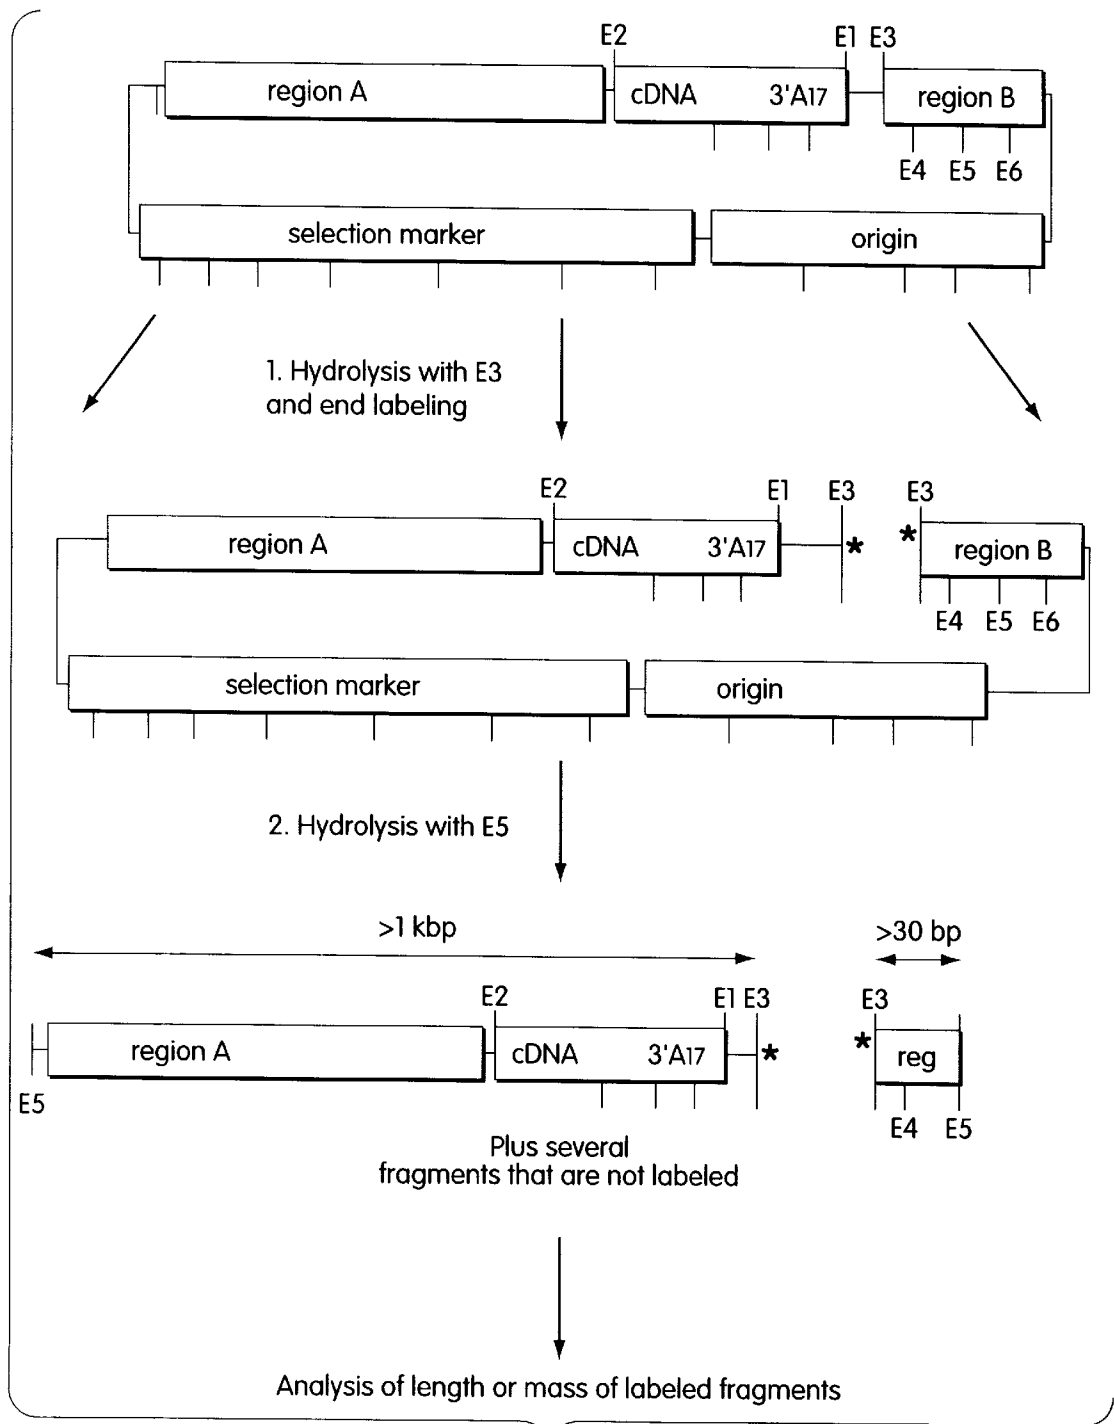 E2 E1 E3
region A cDNA 3'A17 region B
E4 E5 E6
selection marker origin
1. Hydrolysis with E3
and end labeling
E2 E1 E3 E3
region A cDNA 3'A17 * * region B
E4 E5 E6
selection marker origin
2. Hydrolysis with E5
>1 kbp >30 bp
E2 E1 E3 E3
region A cDNA 3'A17 * * reg
E5 E4 E5
Plus several
fragments that are not labeled
Analysis of length or mass of labeled fragments